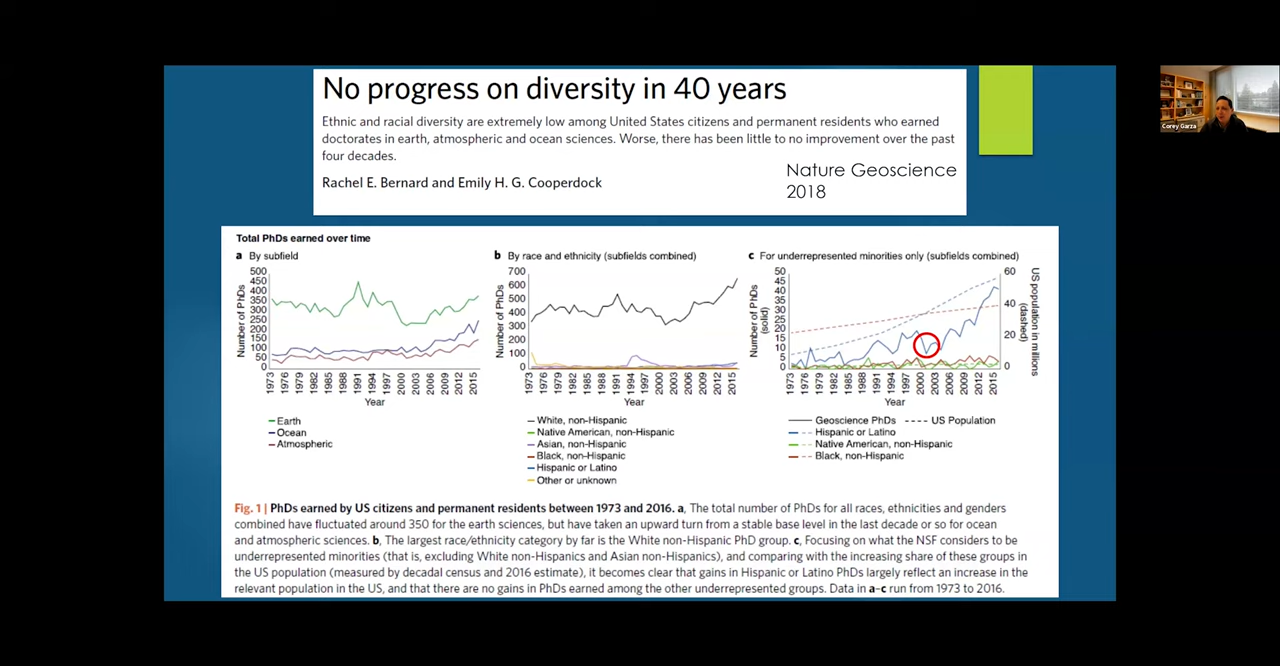 No progress on diversity in 40 years
Ethnic and racial diversity are extremely low among United States citizens and permanent residents who earned
doctorates in earth, atmospheric and ocean sciences. Worse, there has been little to no improvement over the past
four decades.
Rachel E. Bernard and Emily H. G. Cooperdock
Nature Geoscience
2018
Corey Garza
Total PhDs earned over time
a By subfield
500
450
400
350
300
250
200
150
100
50
0
Number of PhDs
1973
1976
1979
1982
1985
1988
1991
1994
1997
2000
2003
2006
2009
2012
2015
Year
Earth
Ocean
Atmospheric
b By race and ethnicity (subfields combined)
700
600
500
400
300
200
100
0
Number of PhDs
1973
1976
1979
1982
1985
1988
1991
1994
1997
2000
2003
2006
2009
2012
2015
Year
White, non-Hispanic
Native American, non-Hispanic
Asian, non-Hispanic
Black, non-Hispanic
Hispanic or Latino
Other or unknown
c For underrepresented minorities only (subfields combined)
50
45
40
35
30
25
20
15
10
5
0
Number of PhDs
(solid)
60
40
20
0
US population in millions
(dashed)
1973
1976
1979
1982
1985
1988
1991
1994
1997
2000
2003
2006
2009
2012
2015
Year
Geoscience PhDs US Population
Hispanic or Latino
Native American, non-Hispanic
Black, non-Hispanic
Fig. 1 | PhDs earned by US citizens and permanent residents between 1973 and 2016. a, The total number of PhDs for all races, ethnicities and genders
combined have fluctuated around 350 for the earth sciences, but have taken an upward turn from a stable base level in the last decade or so for ocean
and atmospheric sciences. b, The largest race/ethnicity category by far is the White non-Hispanic PhD group. c, Focusing on what the NSF considers to be
underrepresented minorities (that is, excluding White non-Hispanics and Asian non-Hispanics), and comparing with the increasing share of these groups in
the US population (measured by decadal census and 2016 estimate), it becomes clear that gains in Hispanic or Latino PhDs largely reflect an increase in the
relevant population in the US, and that there are no gains in PhDs earned among the other underrepresented groups. Data in a–c run from 1973 to 2016.